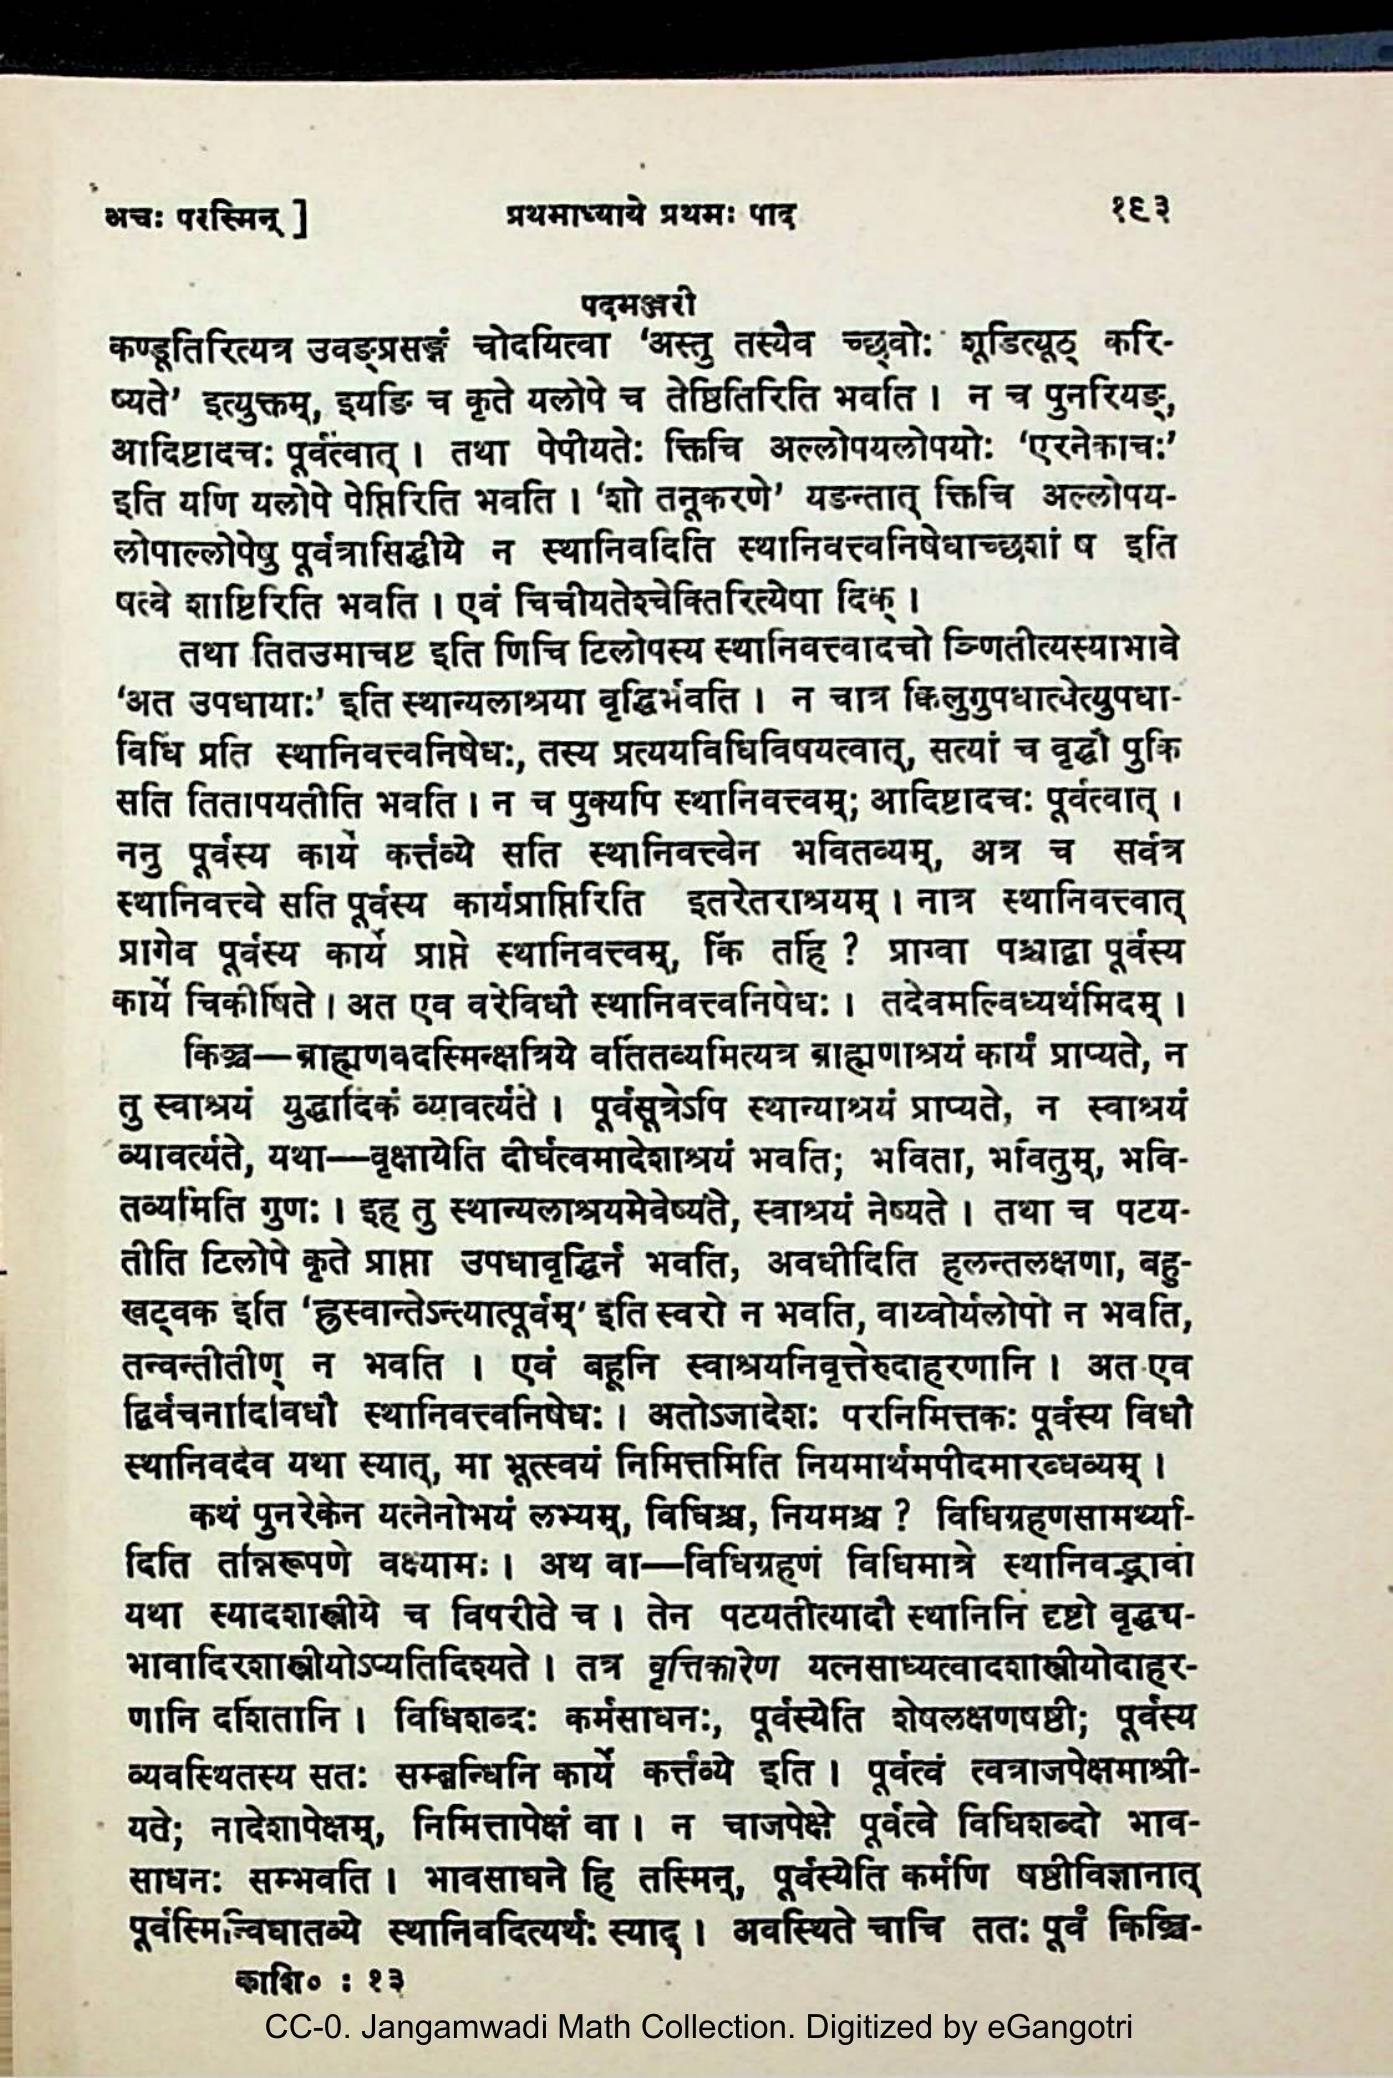 अचः परस्मिन् ]
प्रथमाध्याये प्रथमः पाद
१९३
पदमञ्जरी
कण्डूतिरित्यत्र उवङ्प्रसङ्गं चोदयित्वा ‘अस्तु तस्यैव च्छ्वोः शूडित्यूठ् करि-
ष्यते’ इत्युक्तम्, इयङि च कृते यलोपे च तेष्ठितिरिति भवति । न च पुनरियङ्,
आदिष्टादचः पूर्वत्वात् । तथा पेपीयतेः क्तिचि अल्लोपयलोपयोः ‘एरनेकाचः’
इति यणि यलोपे पेप्तिरिति भवति । ‘शो तनूकरणे’ यङन्तात् क्तिचि अल्लोपय-
लोपाल्लोपेषु पूर्वत्रासिद्धीये न स्थानिवदिति स्थानिवत्त्वनिषेधाच्छशां ष इति
षत्वे शाष्टिरिति भवति । एवं चिचीयतेश्चेक्तिरित्येषा दिक् ।
तथा तितउमाचष्ट इति णिचि टिलोपस्य स्थानिवत्त्वादचो ञ्णितीत्यस्याभावे
‘अत उपधायाः’ इति स्थान्यलाश्रया वृद्धिर्भवति । न चात्र क्विलुगुपधात्वेत्युपधा-
विधिं प्रति स्थानिवत्त्वनिषेधः, तस्य प्रत्ययविधिविषयत्वात्, सत्यां च वृद्धौ पुकि
सति तितापयतीति भवति । न च पुक्यपि स्थानिवत्त्वम्; आदिष्टादचः पूर्वत्वात् ।
ननु पूर्वस्य कार्ये कर्त्तव्ये सति स्थानिवत्त्वेन भवितव्यम्, अत्र च सर्वत्र
स्थानिवत्त्वे सति पूर्वस्य कार्यप्राप्तिरिति इतरेतराश्रयम् । नात्र स्थानिवत्त्वात्
प्रागेव पूर्वस्य कार्ये प्राप्ते स्थानिवत्त्वम्, किं तर्हि ? प्राग्वा पश्चाद्वा पूर्वस्य
कार्ये चिकीर्षिते । अत एव वरेविधौ स्थानिवत्त्वनिषेधः । तदेवमल्विध्यर्थमिदम् ।
किञ्च—ब्राह्मणवदस्मिन्क्षत्रिये वर्तितव्यमित्यत्र ब्राह्मणाश्रयं कार्यं प्राप्यते, न
तु स्वाश्रयं युद्धादिकं व्यावर्त्यते । पूर्वसूत्रेऽपि स्थान्याश्रयं प्राप्यते, न स्वाश्रयं
व्यावर्त्यते, यथा—वृक्षायेति दीर्घत्वमादेशाश्रयं भवति; भविता, भवितुम्, भवि-
तव्यमिति गुणः । इह तु स्थान्यलाश्रयमेवेष्यते, स्वाश्रयं नेष्यते । तथा च पटय-
तीति टिलोपे कृते प्राप्ता उपधावृद्धिर्न भवति, अवधीदिति हलन्तलक्षणा, बहु-
खट्वक इति ‘ह्रस्वान्तेऽन्त्यात्पूर्वम्’ इति स्वरो न भवति, वाय्वोर्यलोपो न भवति,
तन्वन्तीतीण् न भवति । एवं बहूनि स्वाश्रयनिवृत्तेरुदाहरणानि । अत एव
द्विर्वचनादिविधौ स्थानिवत्त्वनिषेधः । अतोऽजादेशः परनिमित्तकः पूर्वस्य विधौ
स्थानिवदेव यथा स्यात्, मा भूत्स्वयं निमित्तमिति नियमार्थमपीदमारब्धव्यम् ।
कथं पुनरेकेन यत्नेनोभयं लभ्यम्, विधिश्च, नियमश्च ? विधिग्रहणसामर्थ्या-
दिति तन्निरूपणे वक्ष्यामः । अथ वा—विधिग्रहणं विधिमात्रे स्थानिवद्भावो
यथा स्यादशास्त्रीये च विपरीते च । तेन पटयतीत्यादौ स्थानिनि दृष्टो वृद्ध्य-
भावादिरशास्त्रीयोऽप्यतिदिश्यते । तत्र वृत्तिकारेण यत्नसाध्यत्वादशास्त्रीयोदाहर-
णानि दर्शितानि । विधिशब्दः कर्मसाधनः, पूर्वस्येति शेषलक्षणषष्ठी; पूर्वस्य
व्यवस्थितस्य सतः सम्बन्धिनि कार्ये कर्त्तव्ये इति । पूर्वत्वं त्वत्राजपेक्षमाश्री-
यते; नादेशापेक्षम्, निमित्तापेक्षं वा । न चाजपेक्षे पूर्वत्वे विधिशब्दो भाव-
साधनः सम्भवति । भावसाधने हि तस्मिन्, पूर्वस्येति कर्मणि षष्ठीविज्ञानात्
पूर्वस्मिन्विधातव्ये स्थानिवदित्यर्थः स्याद् । अवस्थिते चाचि ततः पूर्वं किञ्चि-
काशि० : १३
CC-0. Jangamwadi Math Collection. Digitized by eGangotri